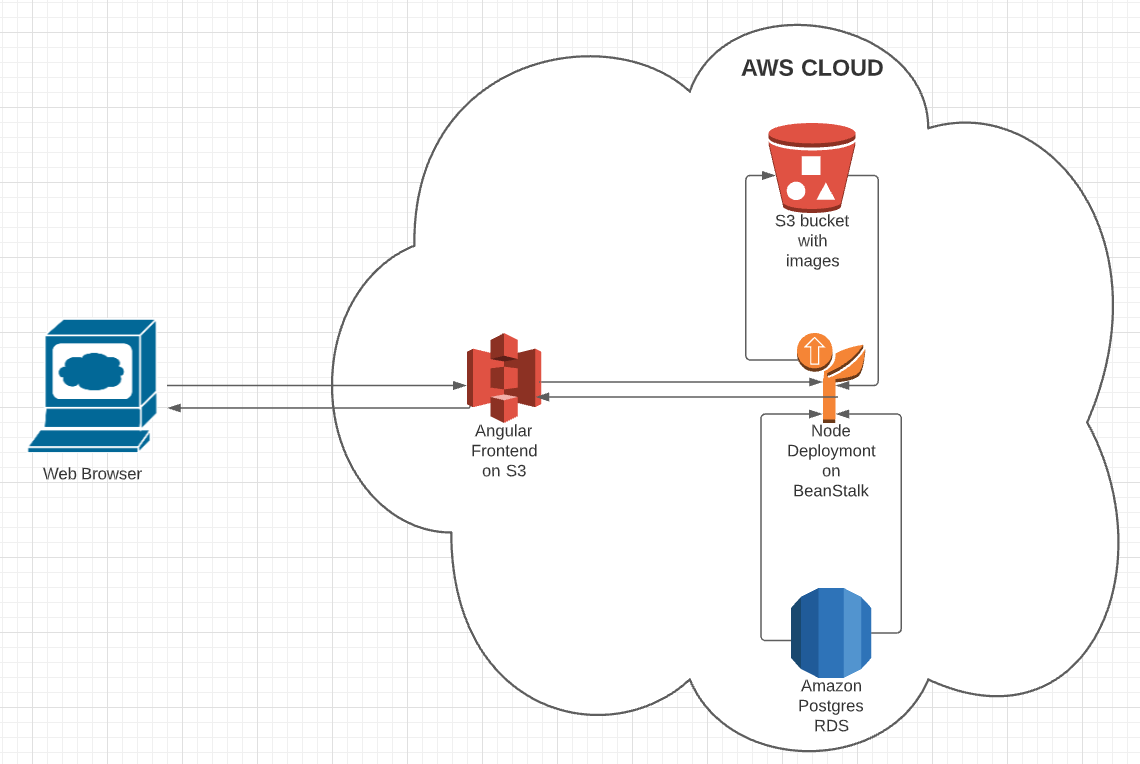 AWS CLOUD
S3 bucket
with
images
Web Browser
Angular
Frontend
on S3
Node
Deploymont
on
BeanStalk
Amazon
Postgres
RDS